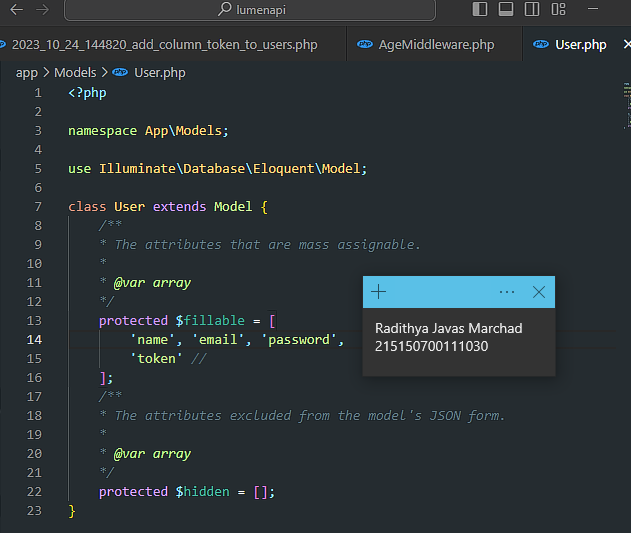 lumenapi
2023_10_24_144820_add_column_token_to_users.php
AgeMiddleware.php
User.php
app > Models > User.php
1 <?php
2
3 namespace App\Models;
4
5 use Illuminate\Database\Eloquent\Model;
6
7 class User extends Model {
8 /**
9 * The attributes that are mass assignable.
10 *
11 * @var array
12 */
13 protected $fillable = [
14 'name', 'email', 'password',
15 'token' //
16 ];
17 /**
18 * The attributes excluded from the model's JSON form.
19 *
20 * @var array
21 */
22 protected $hidden = [];
23 }
Radithya Javas Marchad
215150700111030